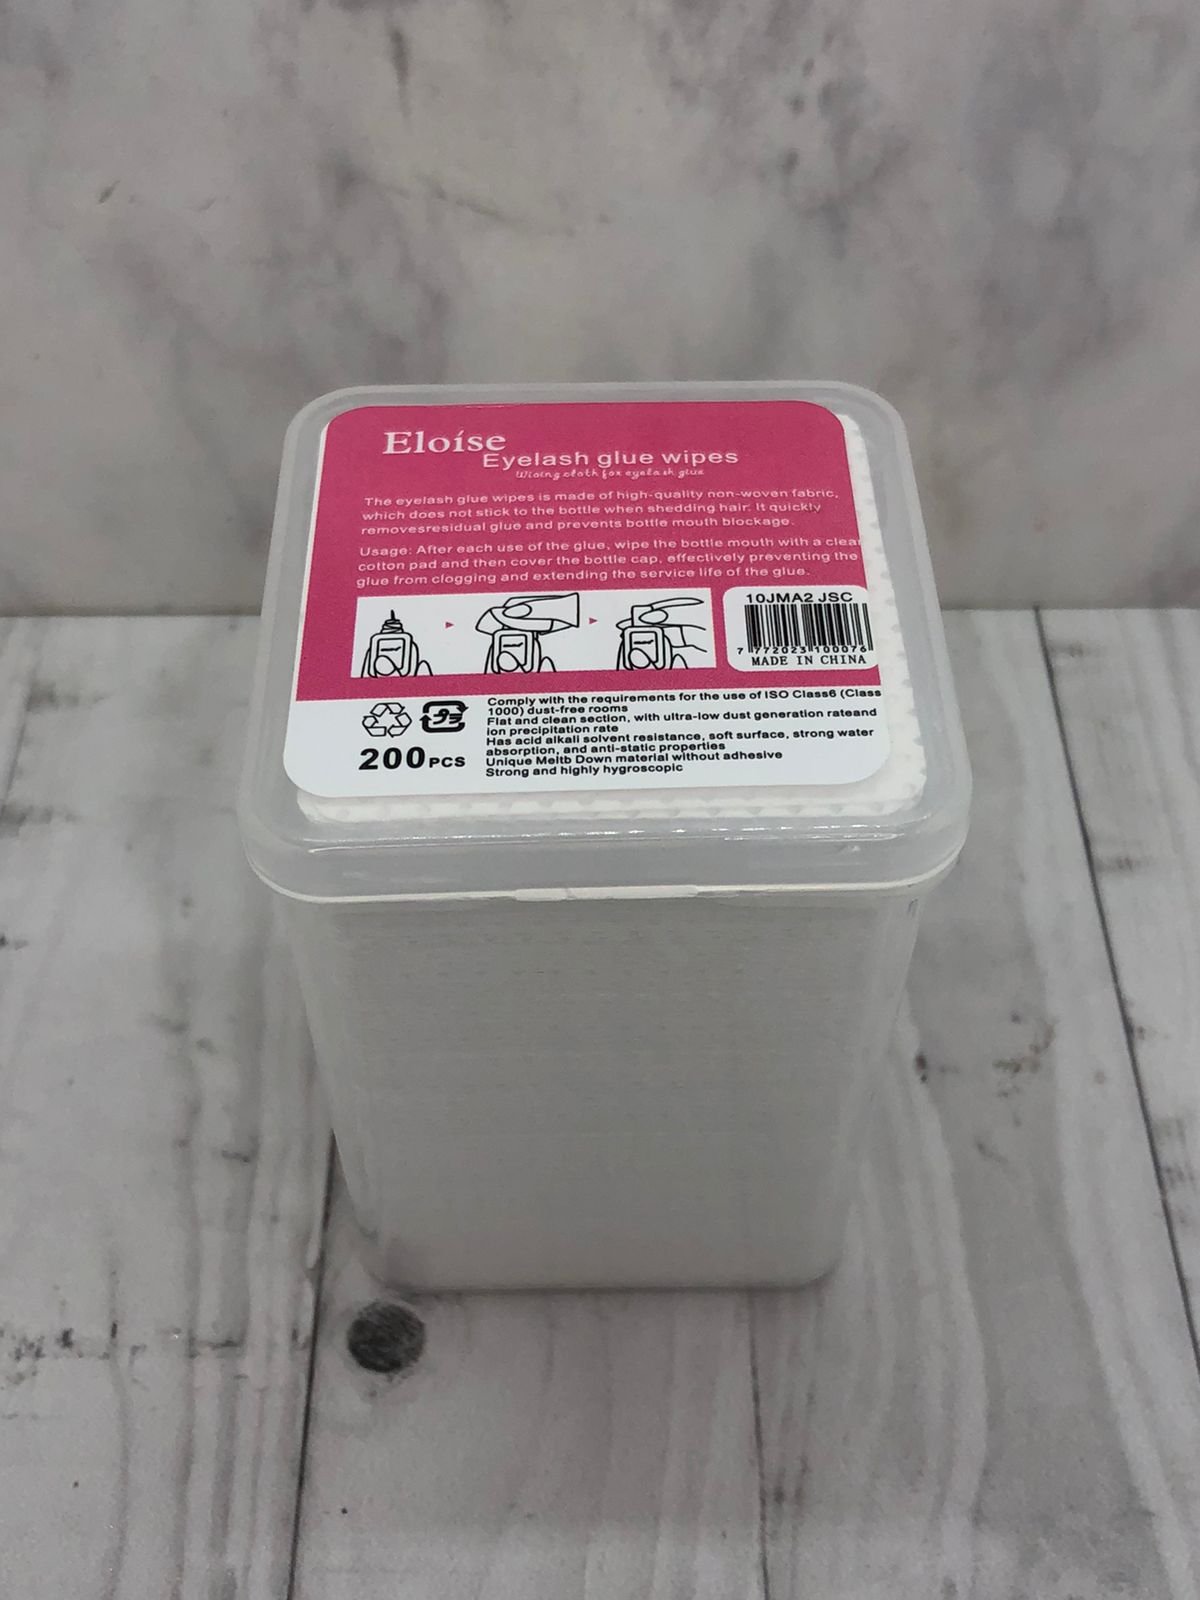 Eloíse
Eyelash glue wipes
Wiping cloth for eyelash glue
The eyelash glue wipes is made of high-quality non-woven fabric,
which does not stick to the bottle when shedding hair. It quickly
removesresidual glue and prevents bottle mouth blockage.
Usage: After each use of the glue, wipe the bottle mouth with a clean
cotton pad and then cover the bottle cap, effectively preventing the
glue from clogging and extending the service life of the glue.
10JMA2 JSC
7 772023 100076
MADE IN CHINA
200PCS
Comply with the requirements for the use of ISO Class6 (Class
1000) dust-free rooms
Flat and clean section, with ultra-low dust generation rateand
ion precipitation rate
Has acid alkali solvent resistance, soft surface, strong water
absorption, and anti-static properties
Unique Meltb Down material without adhesive
Strong and highly hygroscopic